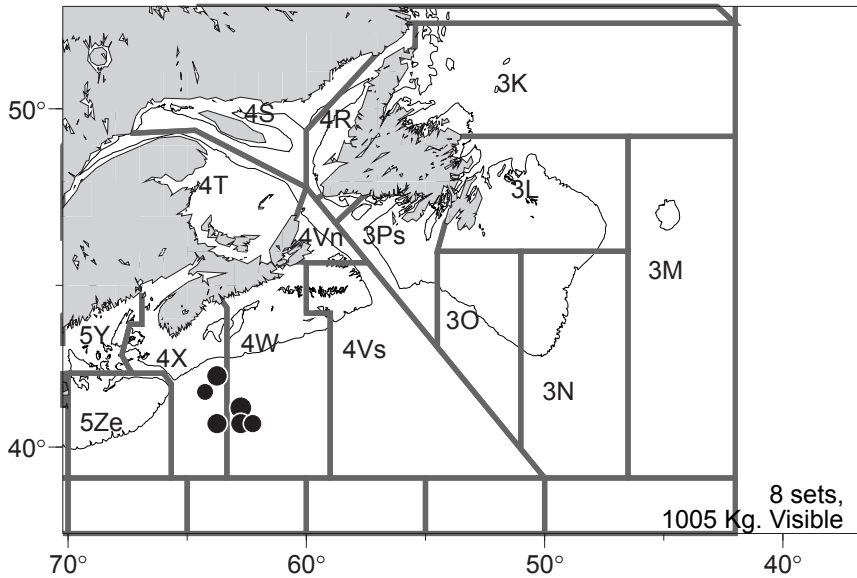 50°
40°
3K
4S
4R
4T
3L
4Vn
3Ps
3M
5Y
4X
4W
4Vs
3O
3N
5Ze
8 sets,
1005 Kg. Visible
70°
60°
50°
40°